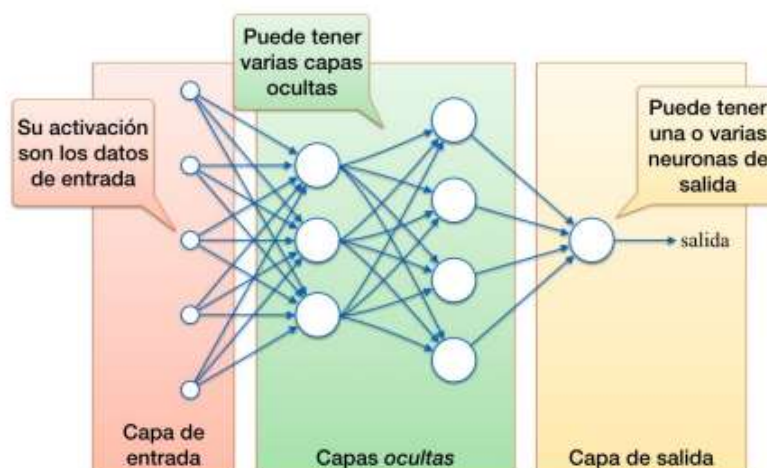 Puede tener
varias capas
ocultas
Su activación
son los datos
de entrada
Puede tener
una o varias
neuronas de
salida
salida
Capa de
entrada
Capas ocultas
Capa de salida